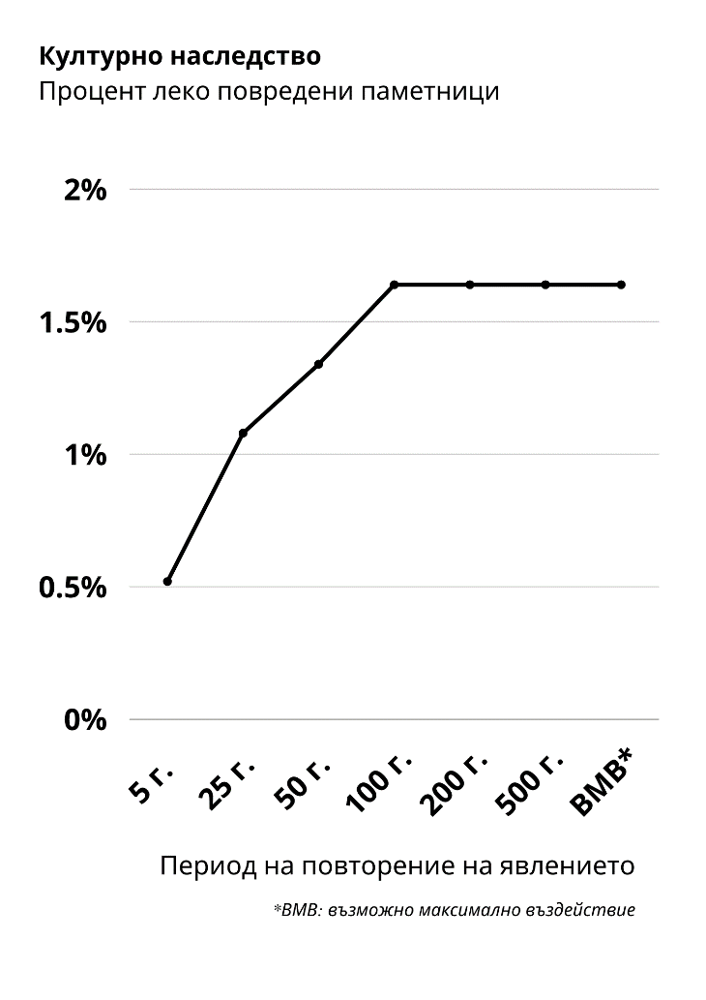 Културно наследство
Процент леко повредени паметници
2%
1.5%
1%
0.5%
0%
5 г.
25 г.
50 г.
100 г.
200 г.
500 г.
ВМВ*
Период на повторение на явлението
*ВМВ: възможно максимално въздействие